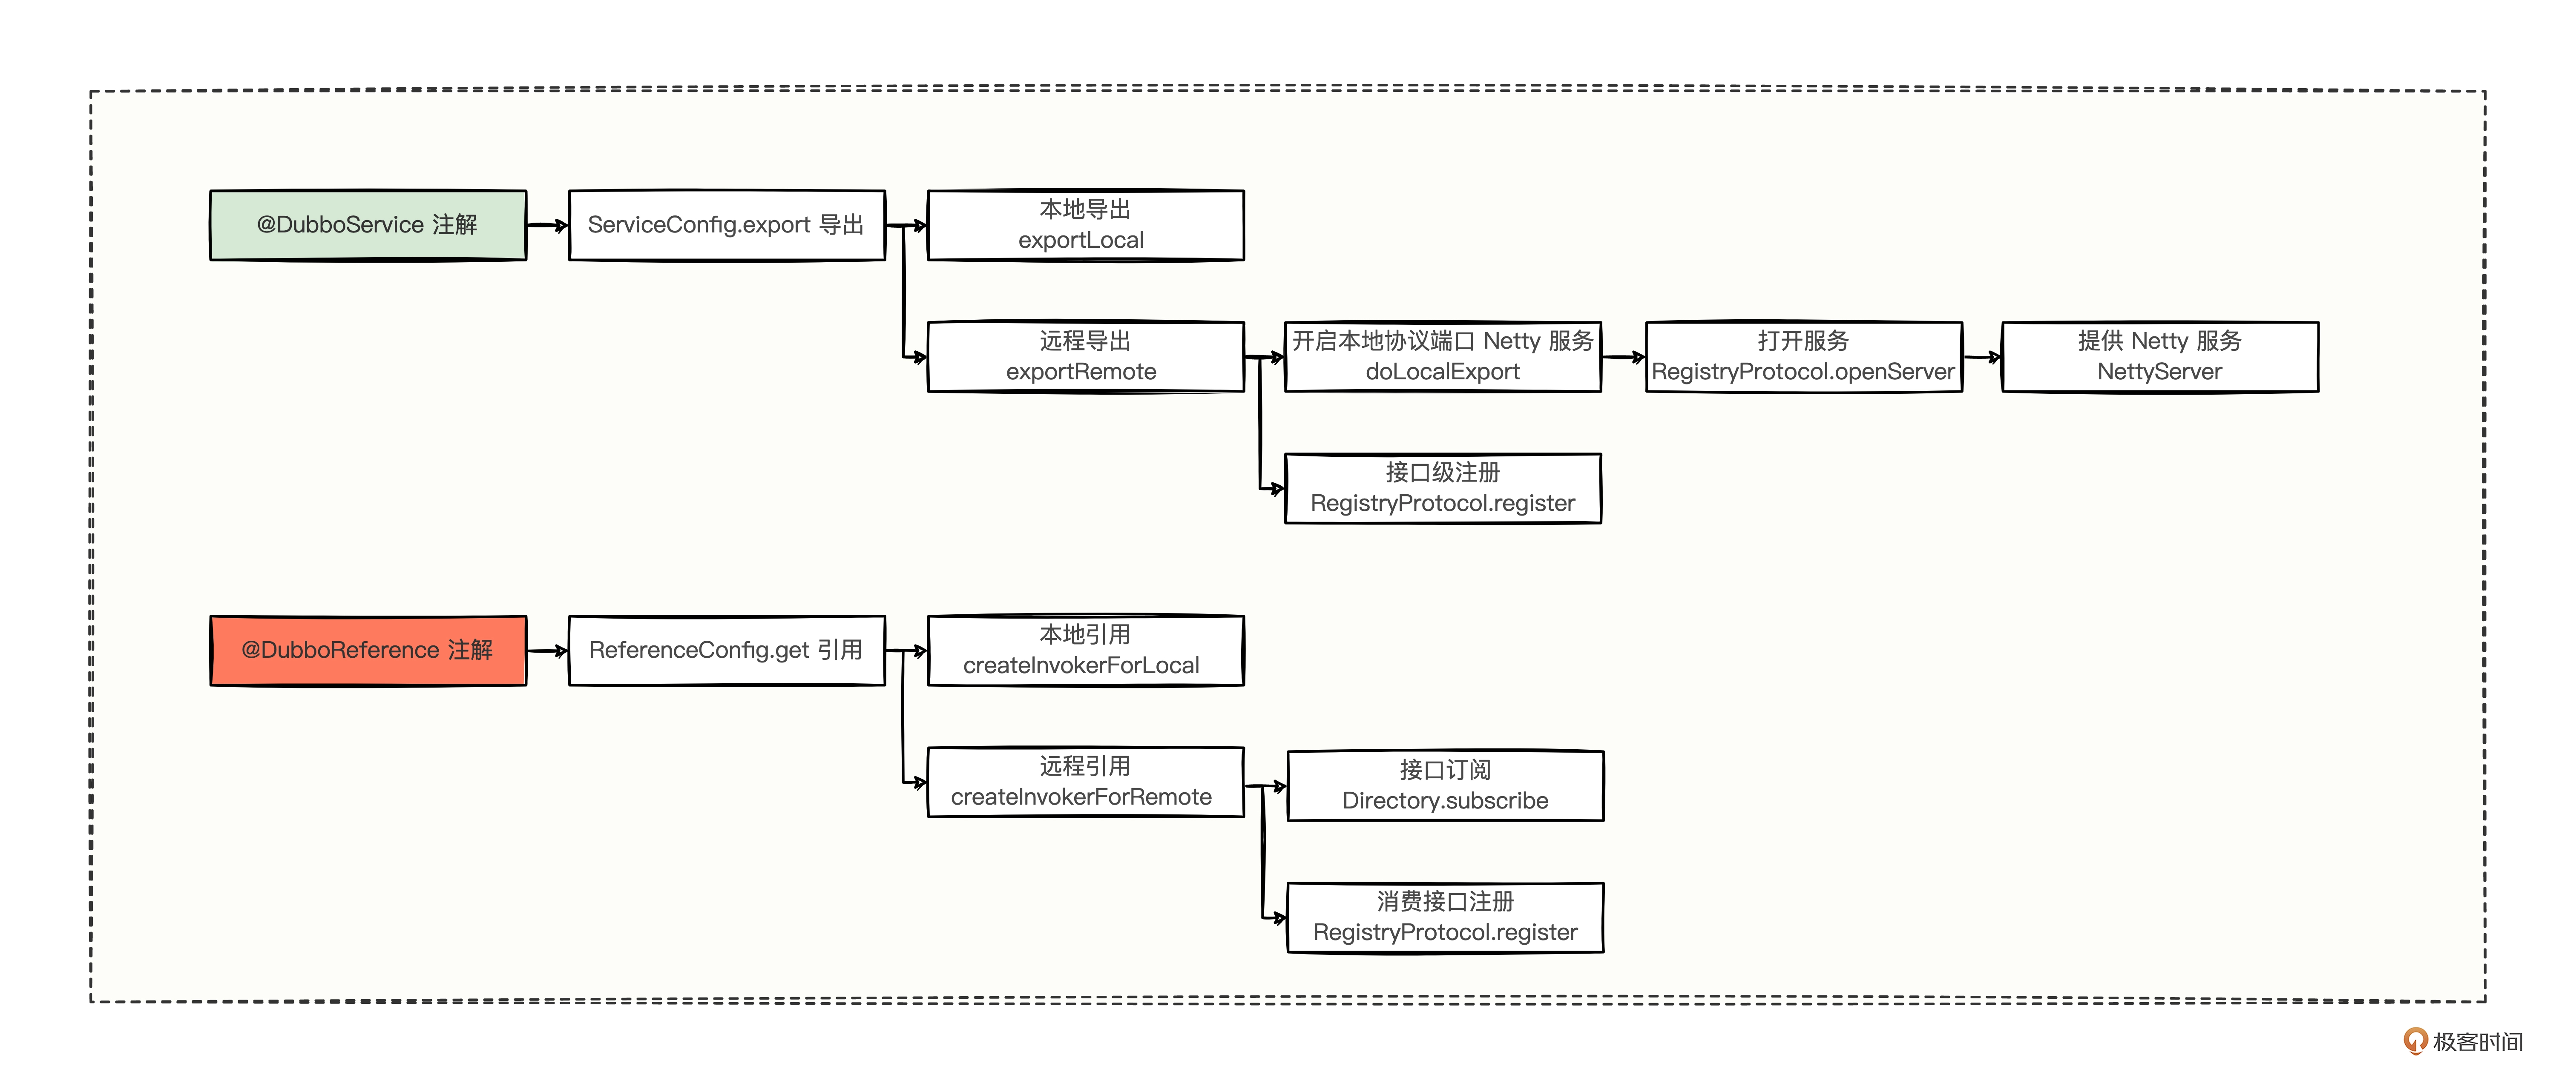 @DubboService 注解
ServiceConfig.export 导出
本地导出
exportLocal
远程导出
exportRemote
开启本地协议端口 Netty 服务
doLocalExport
打开服务
RegistryProtocol.openServer
提供 Netty 服务
NettyServer
接口级注册
RegistryProtocol.register
@DubboReference 注解
ReferenceConfig.get 引用
本地引用
createInvokerForLocal
远程引用
createInvokerForRemote
接口订阅
Directory.subscribe
消费接口注册
RegistryProtocol.register
极客时间